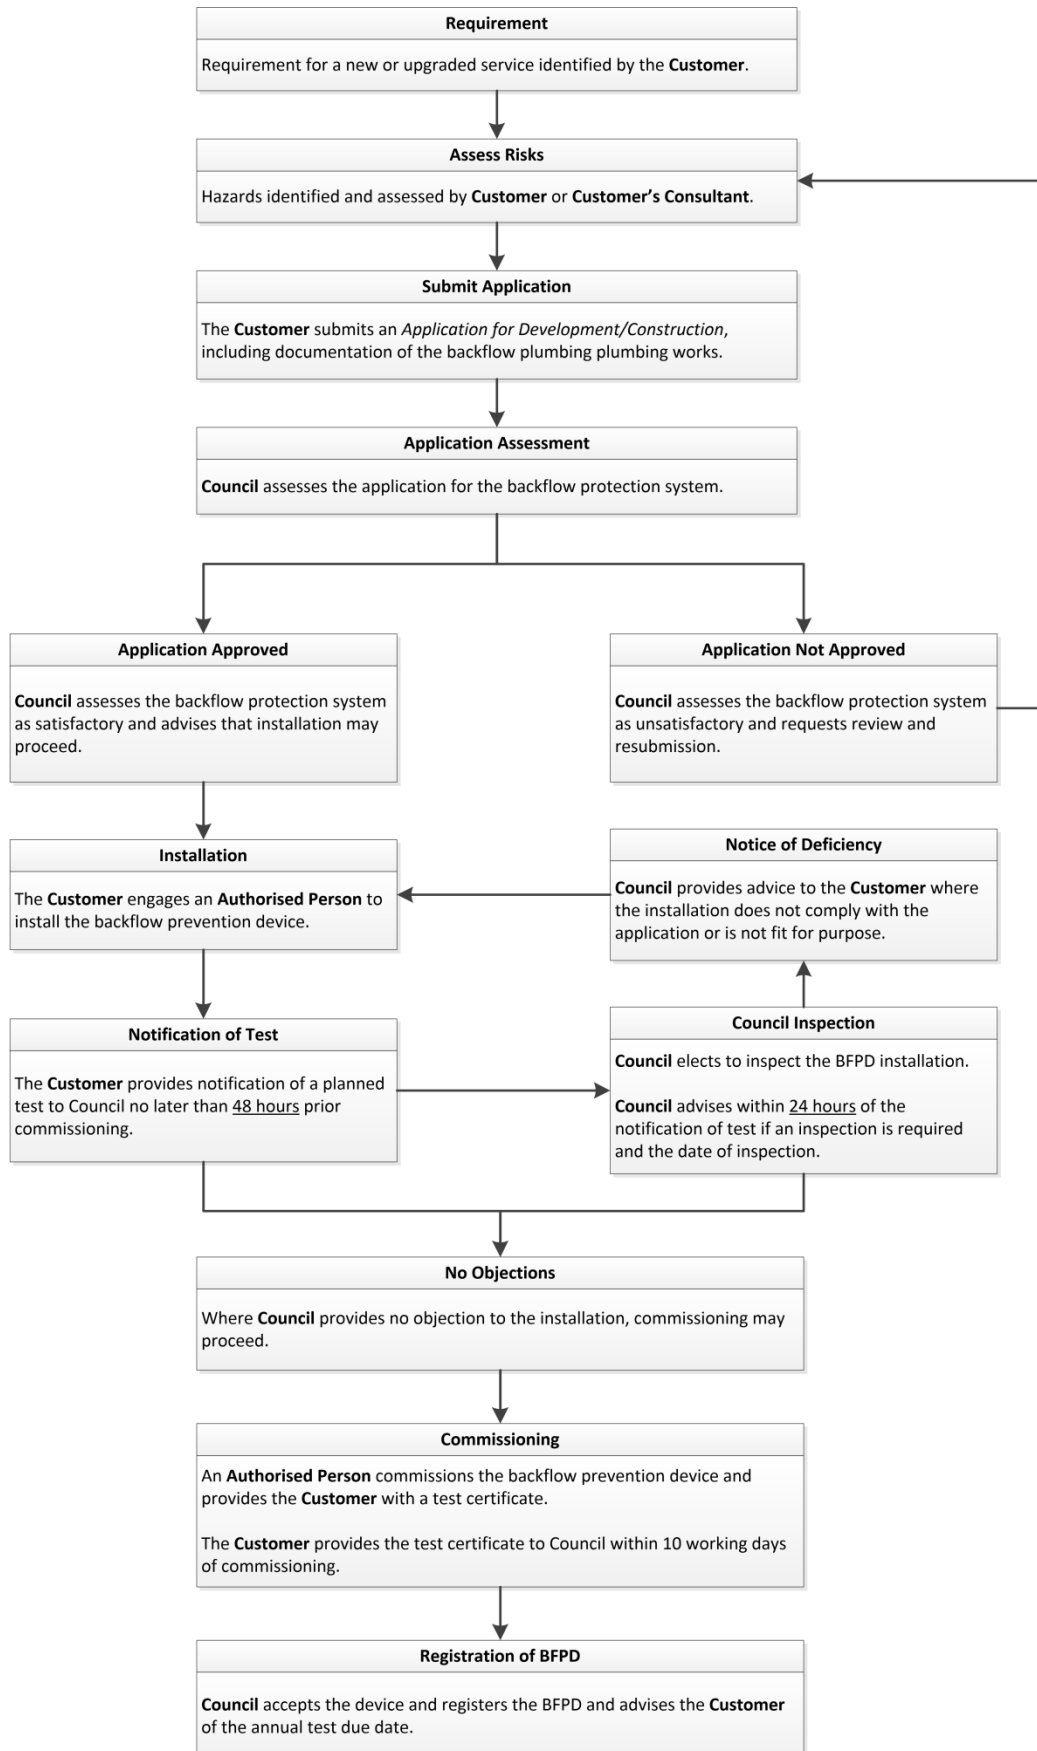 Requirement
Requirement for a new or upgraded service identified by the Customer.
Assess Risks
Hazards identified and assessed by Customer or Customer's Consultant.
Submit Application
The Customer submits an Application for Development/Construction,
including documentation of the backflow plumbing plumbing works.
Application Assessment
Council assesses the application for the backflow protection system.
Application Approved
Council assesses the backflow protection system
as satisfactory and advises that installation may
proceed.
Application Not Approved
Council assesses the backflow protection system
as unsatisfactory and requests review and
resubmission.
Installation
The Customer engages an Authorised Person to
install the backflow prevention device.
Notice of Deficiency
Council provides advice to the Customer where
the installation does not comply with the
application or is not fit for purpose.
Notification of Test
The Customer provides notification of a planned
test to Council no later than 48 hours prior
commissioning.
Council Inspection
Council elects to inspect the BFPD installation.
Council advises within 24 hours of the
notification of test if an inspection is required
and the date of inspection.
No Objections
Where Council provides no objection to the installation, commissioning may
proceed.
Commissioning
An Authorised Person commissions the backflow prevention device and
provides the Customer with a test certificate.
The Customer provides the test certificate to Council within 10 working days
of commissioning.
Registration of BFPD
Council accepts the device and registers the BFPD and advises the Customer
of the annual test due date.